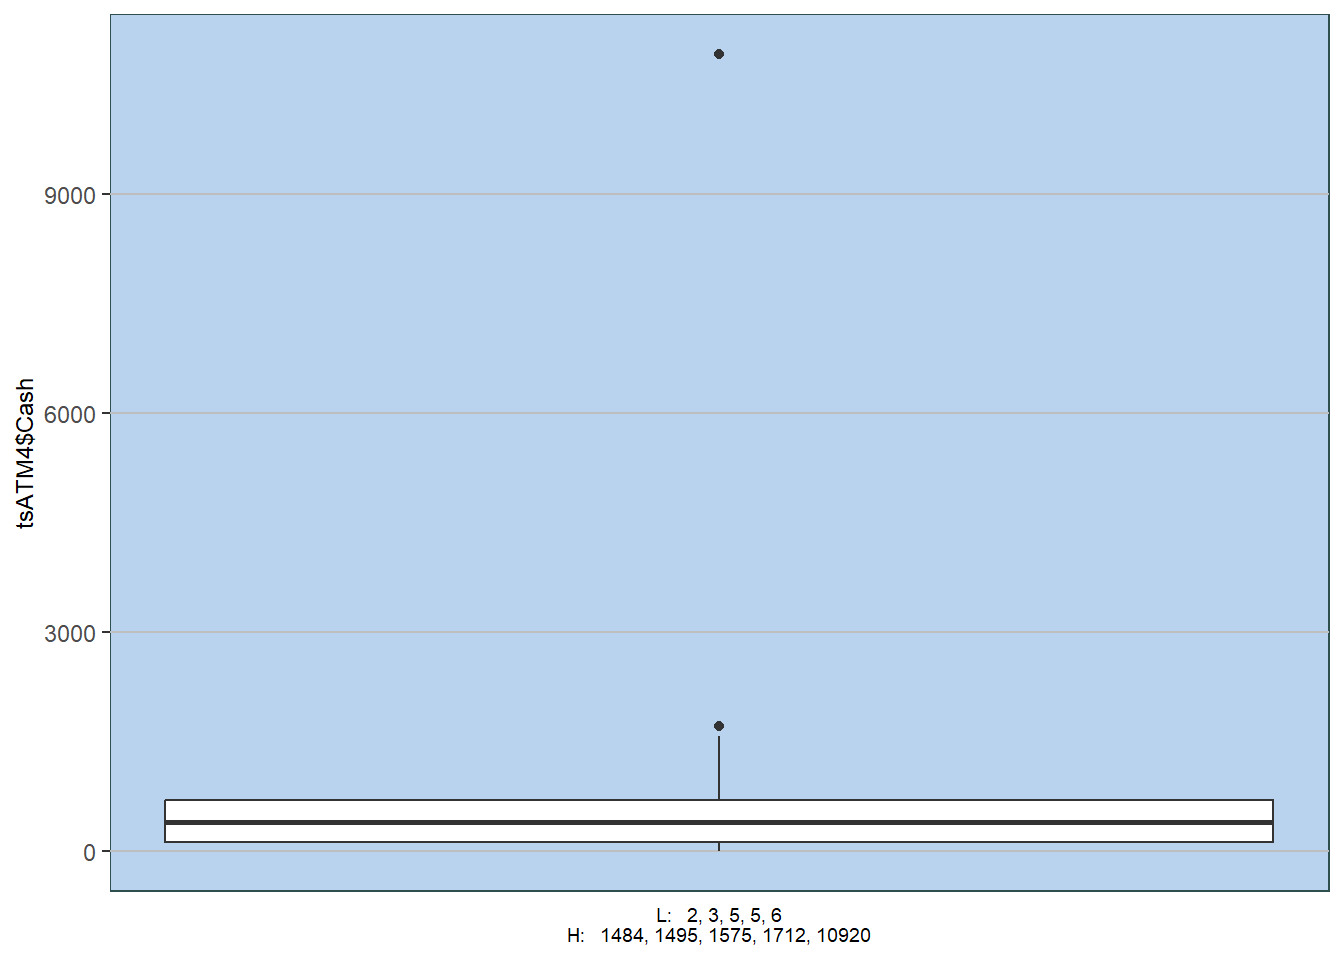 tsATM4$Cash
9000
6000
3000
0
L: 2, 3, 5, 5, 6
H: 1484, 1495, 1575, 1712, 10920